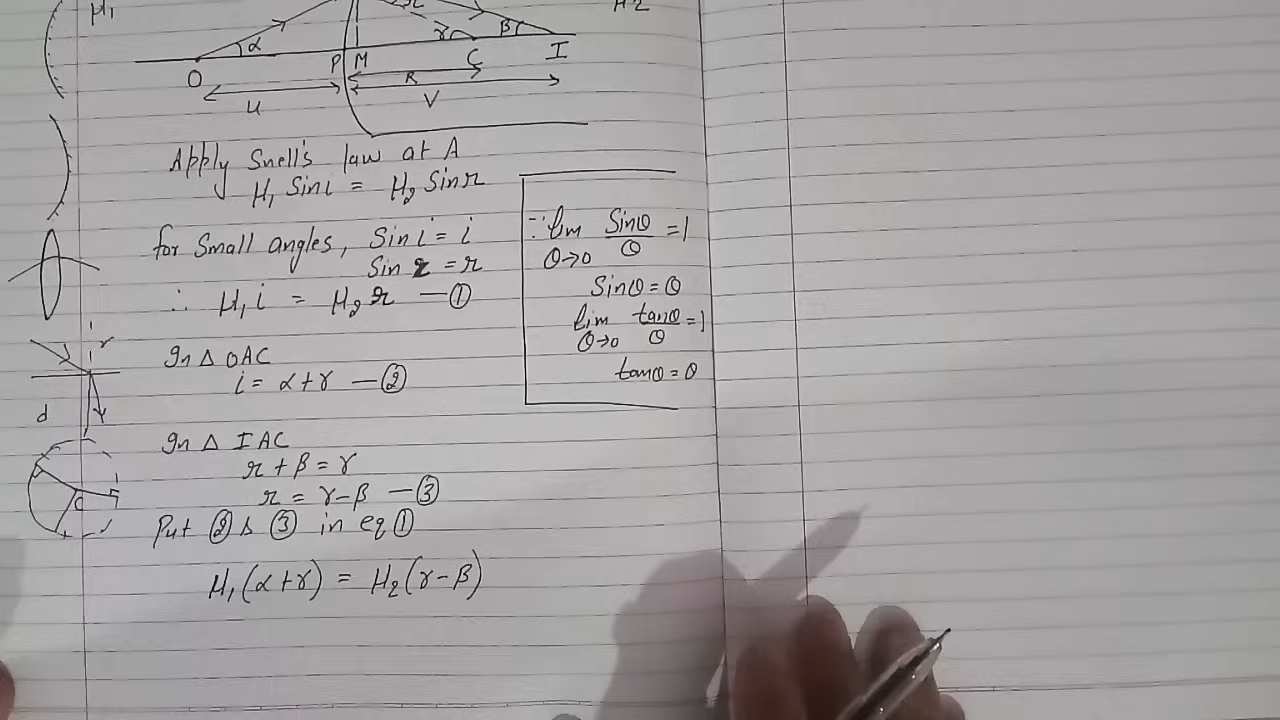 μ1
μ2
α
r
γ
β
O
P
M
C
I
u
R
V
Apply Snell's law at A
μ1 Sini = μ2 Sinr
for Small angles, Sin i = i
Sin r = r
∴ μ1 i = μ2 r — ①
In Δ OAC
i = α+γ — ②
In Δ IAC
r + β = γ
r = γ-β — ③
Put ② & ③ in eq ①
μ1(α+γ) = μ2(γ-β)
∵ lim Sinθ/θ = 1
θ→0
Sinθ = θ
lim tanθ/θ = 1
θ→0
tanθ = θ
r
d
C